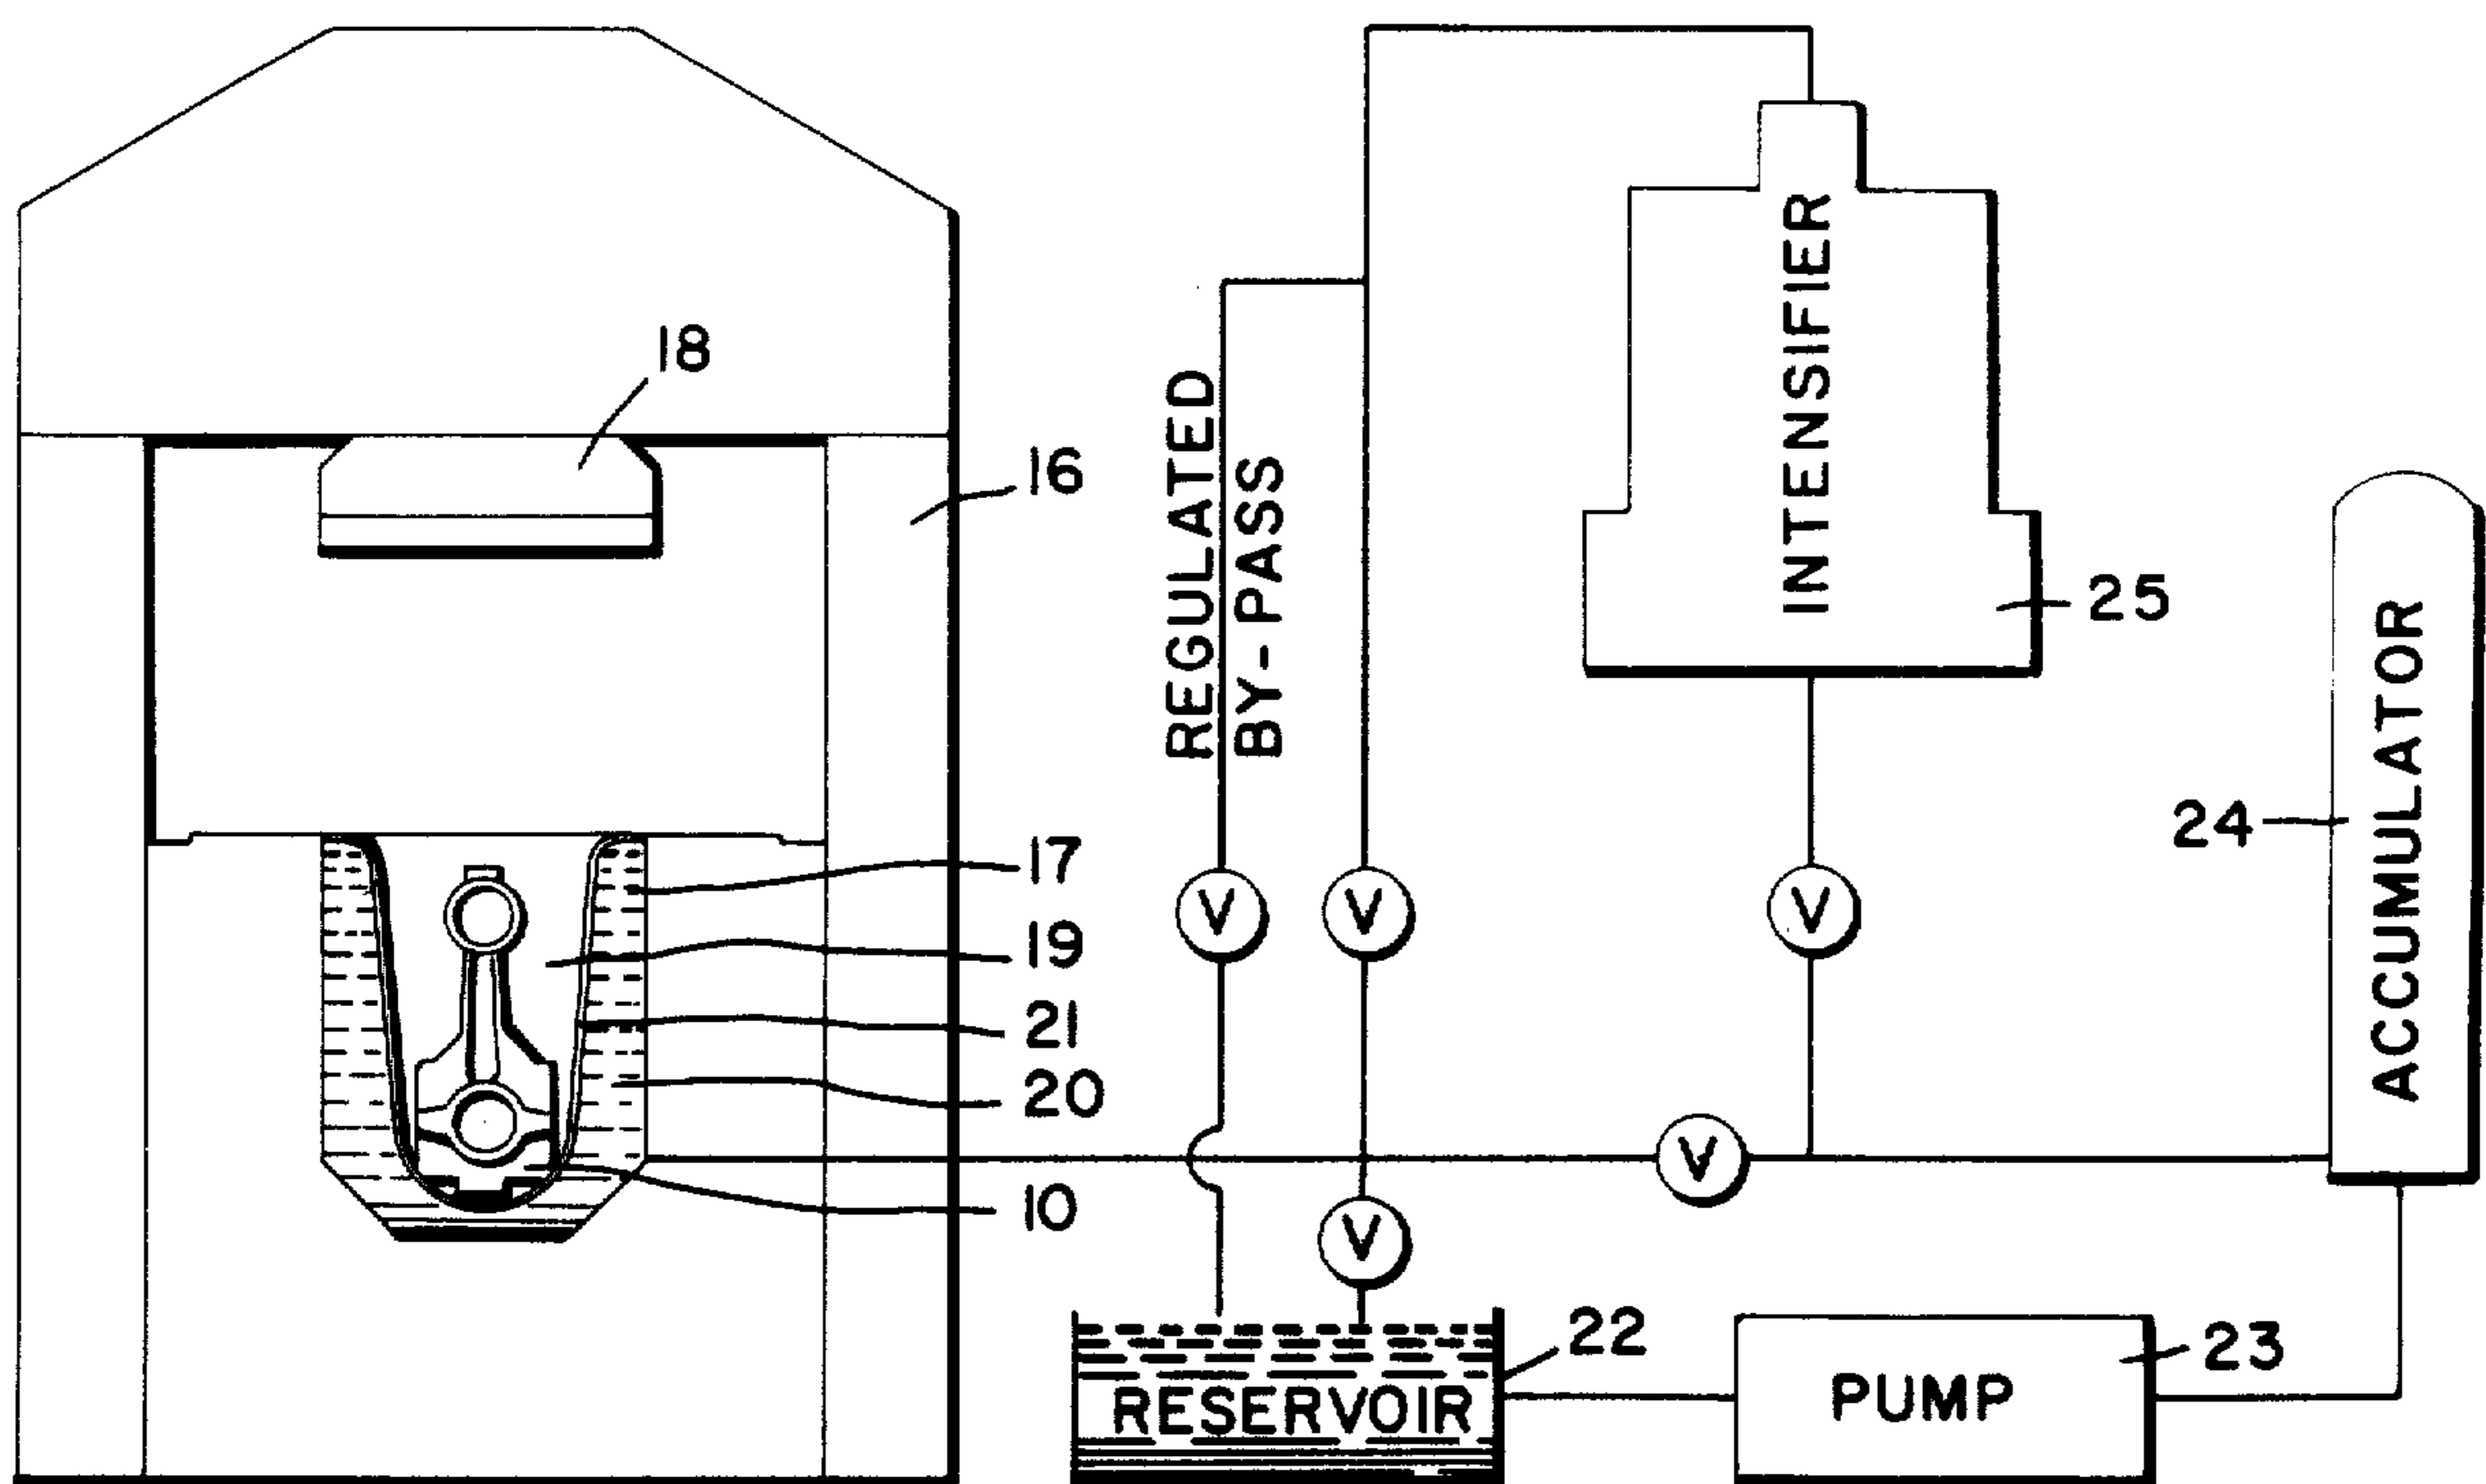 18
16
17
19
21
20
10
REGULATED
BY-PASS
V
V
INTENSIFIER
25
V
V
V
ACCUMULATOR
24
RESERVOIR
22
PUMP
23